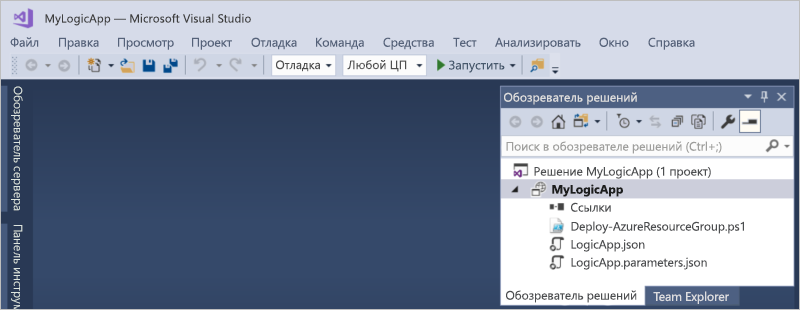 MyLogicApp — Microsoft Visual Studio
Файл Правка Просмотр Проект Отладка Команда Средства Тест Анализировать Окно Справка
Отладка Любой ЦП Запустить
Обозреватель сервера
Панель инструм
Обозреватель решений
Поиск в обозревателе решений (Ctrl+;)
Решение MyLogicApp (1 проект)
MyLogicApp
Ссылки
Deploy-AzureResourceGroup.ps1
LogicApp.json
LogicApp.parameters.json
Обозреватель решений Team Explorer